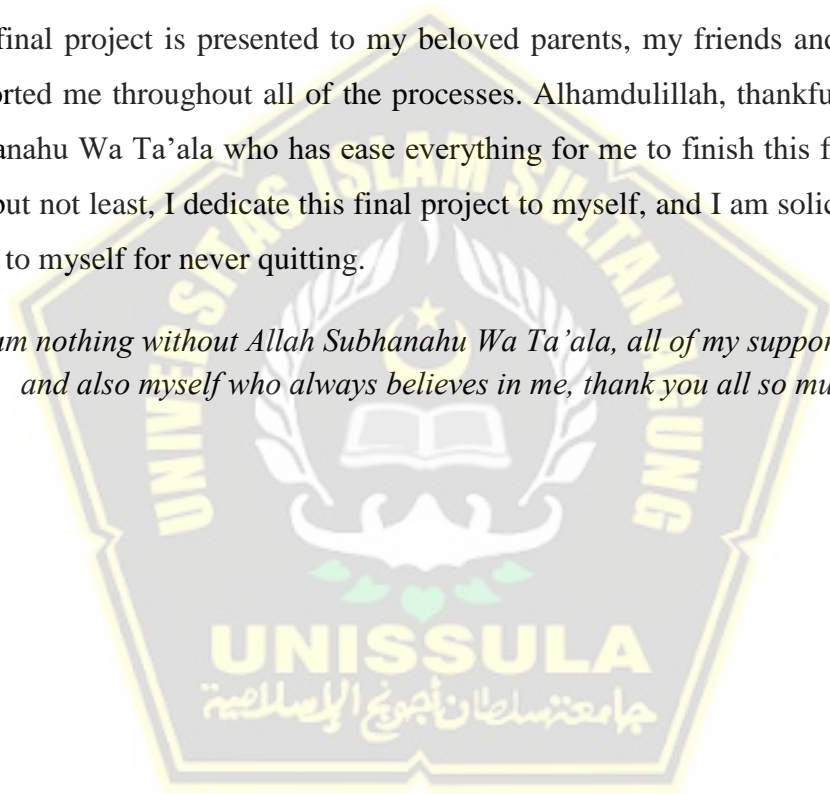 final project is presented to my beloved parents, my friends and
orted me throughout all of the processes. Alhamdulillah, thankfu
anahu Wa Ta’ala who has ease everything for me to finish this f
but not least, I dedicate this final project to myself, and I am solic
to myself for never quitting.
am nothing without Allah Subhanahu Wa Ta’ala, all of my suppor
and also myself who always believes in me, thank you all so mu
UNIVERSITAS ISLAM SULTAN AGUNG
UNISSULA
جامعة سلطان أجونج الإسلامية